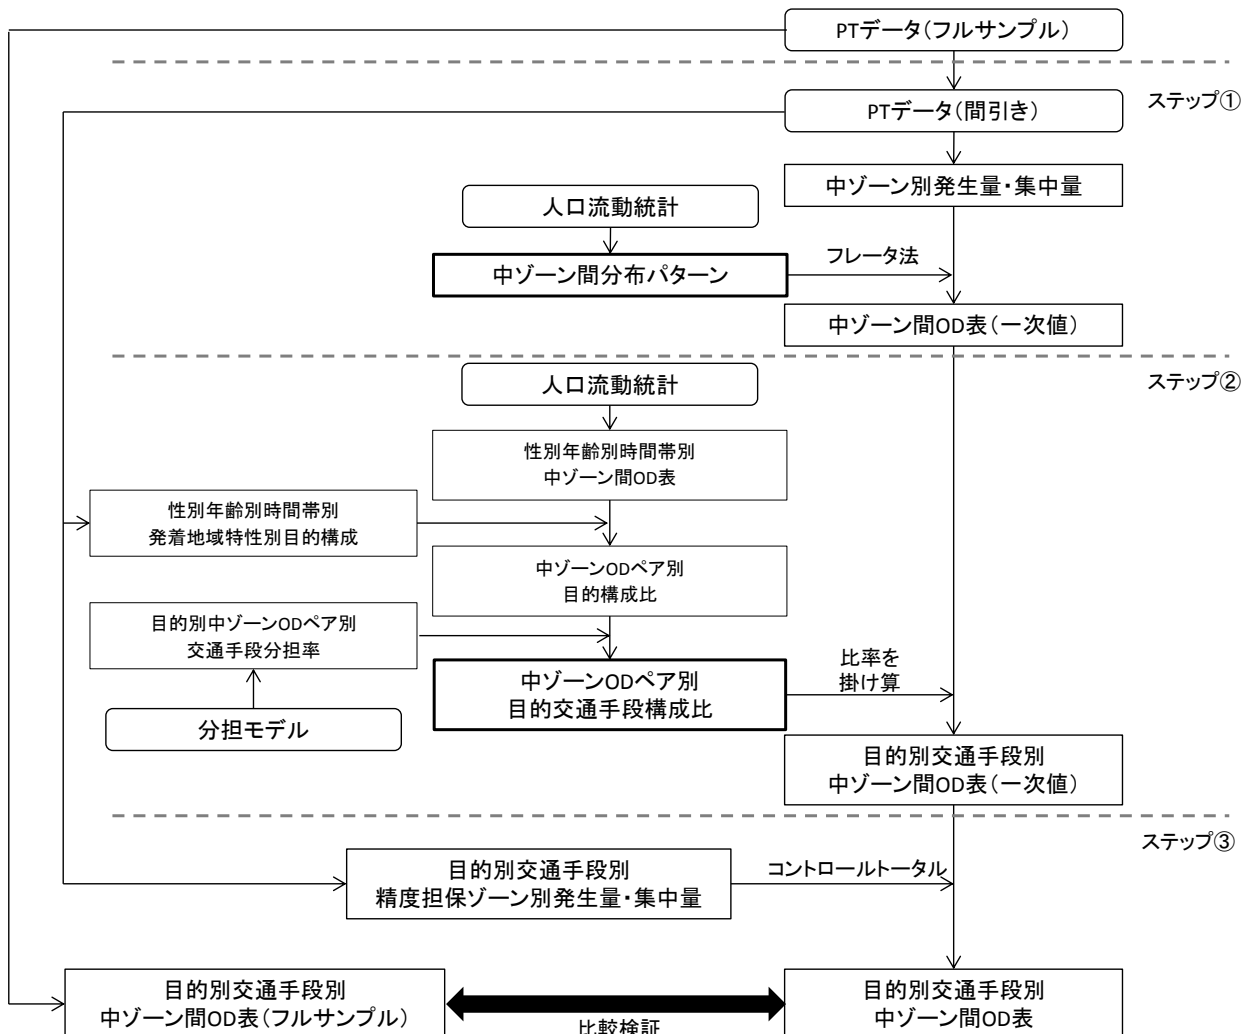 PTデータ(フルサンプル)
ステップ①
PTデータ(間引き)
中ゾーン別発生量・集中量
人口流動統計
中ゾーン間分布パターン
フレータ法
中ゾーン間OD表(一次値)
ステップ②
人口流動統計
性別年齢別時間帯別
中ゾーン間OD表
性別年齢別時間帯別
発着地域特性別目的構成
中ゾーンODペア別
目的構成比
目的別中ゾーンODペア別
交通手段分担率
中ゾーンODペア別
目的交通手段構成比
比率を
掛け算
分担モデル
目的別交通手段別
中ゾーン間OD表(一次値)
ステップ③
目的別交通手段別
精度担保ゾーン別発生量・集中量
コントロールトータル
目的別交通手段別
中ゾーン間OD表(フルサンプル)
比較検証
目的別交通手段別
中ゾーン間OD表